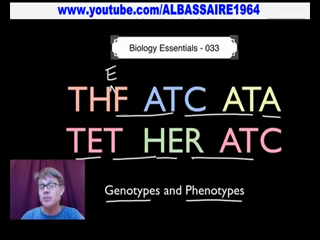 www.youtube.com/ALBASSAIRE1964
Biology Essentials - 033
E
THF ATC ATA
TET HER ATC
Genotypes and Phenotypes